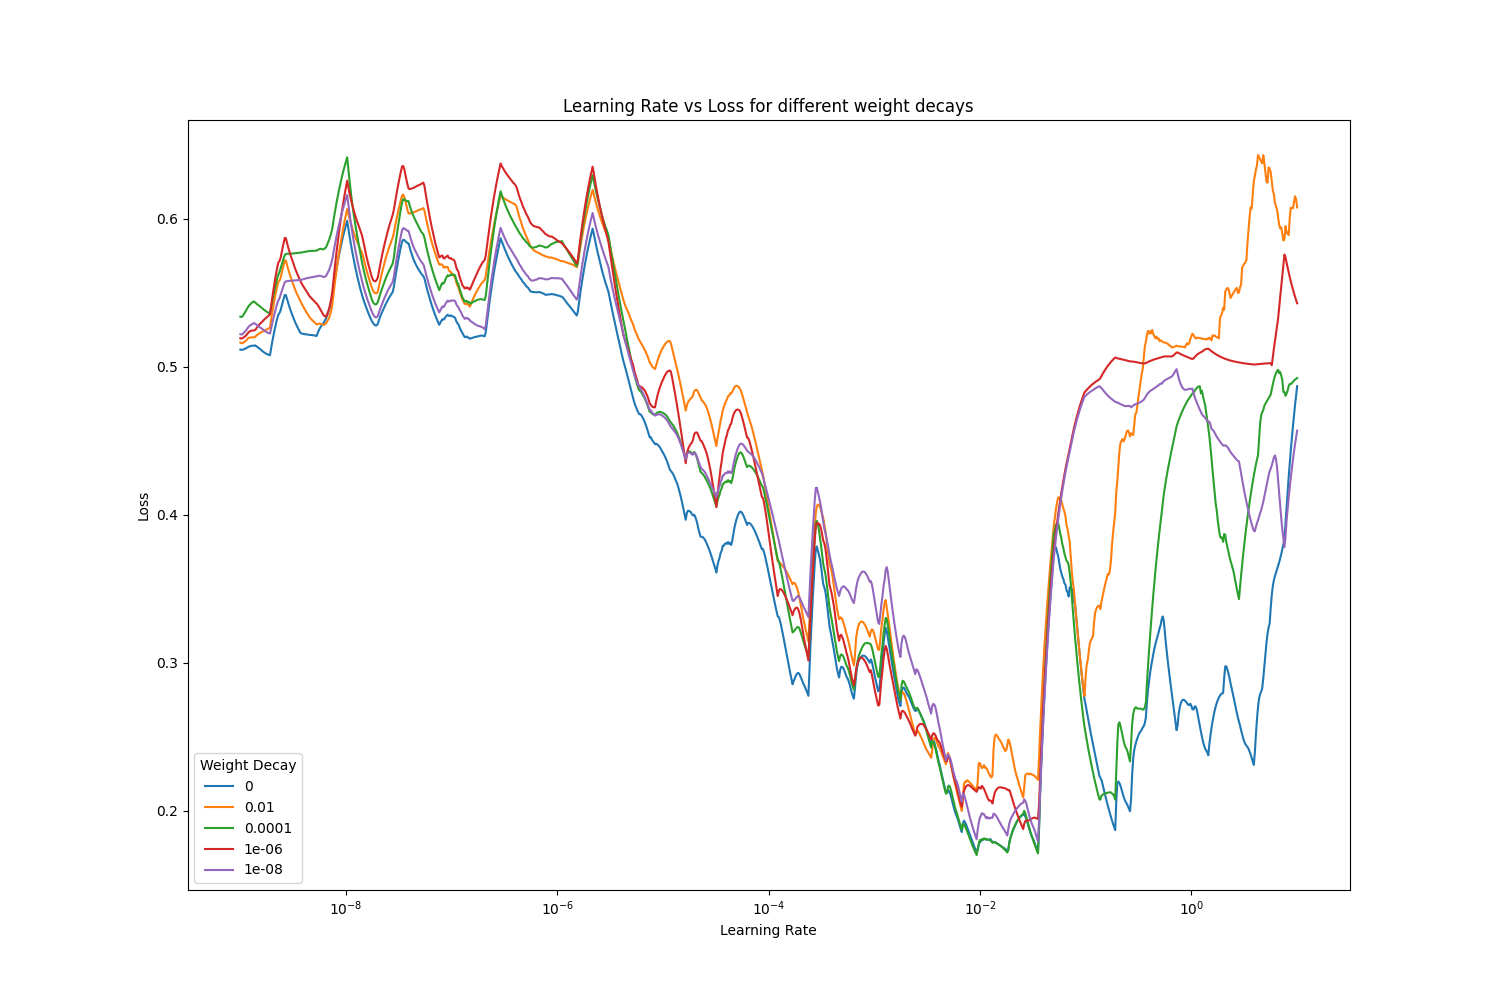 Learning Rate vs Loss for different weight decays
0.6
0.5
0.4
0.3
0.2
Loss
Weight Decay
0
0.01
0.0001
1e-06
1e-08
10⁻⁸
10⁻⁶
10⁻⁴
10⁻²
10⁰
Learning Rate